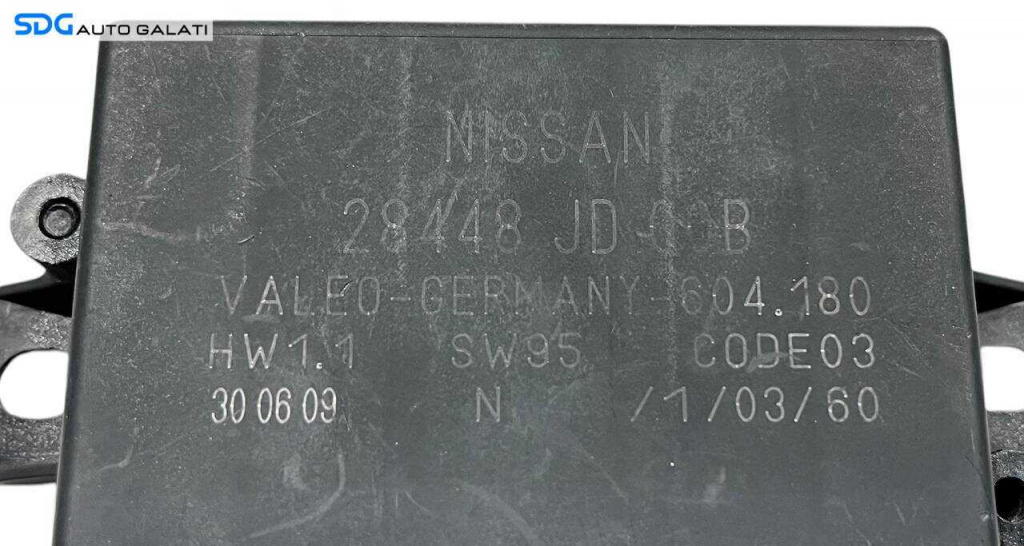 SDG AUTO GALATI
NISSAN
28448 JD 00B
VALEO-GERMANY-604.180
HW1.1 SW95 CODE03
30 06 09 N /1/03/60